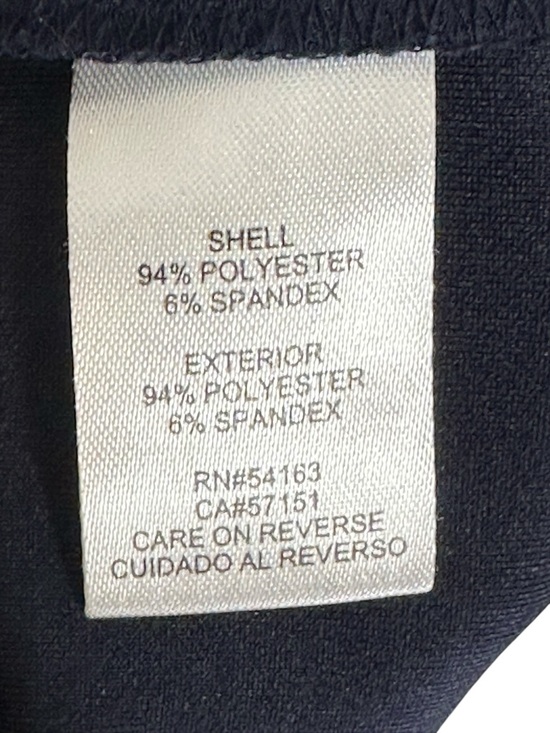 SHELL
94% POLYESTER
6% SPANDEX
EXTERIOR
94% POLYESTER
6% SPANDEX
RN#54163
CA#57151
CARE ON REVERSE
CUIDADO AL REVERSO